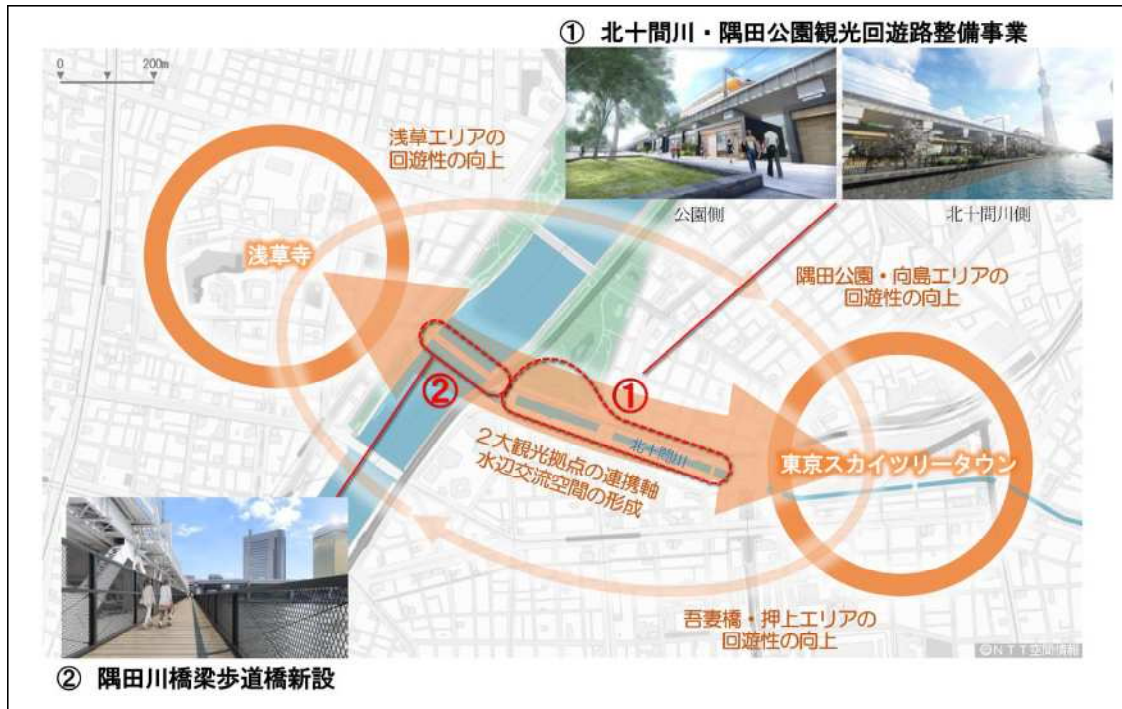 ① 北十間川・隅田公園観光回遊路整備事業
0
200m
公園側
北十間川側
浅草エリアの
回遊性の向上
浅草寺
隅田公園・向島エリアの
回遊性の向上
①
②
北十間川
2大観光拠点の連携軸
水辺交流空間の形成
東京スカイツリータウン
吾妻橋・押上エリアの
回遊性の向上
©NTT空間情報
② 隅田川橋梁歩道橋新設